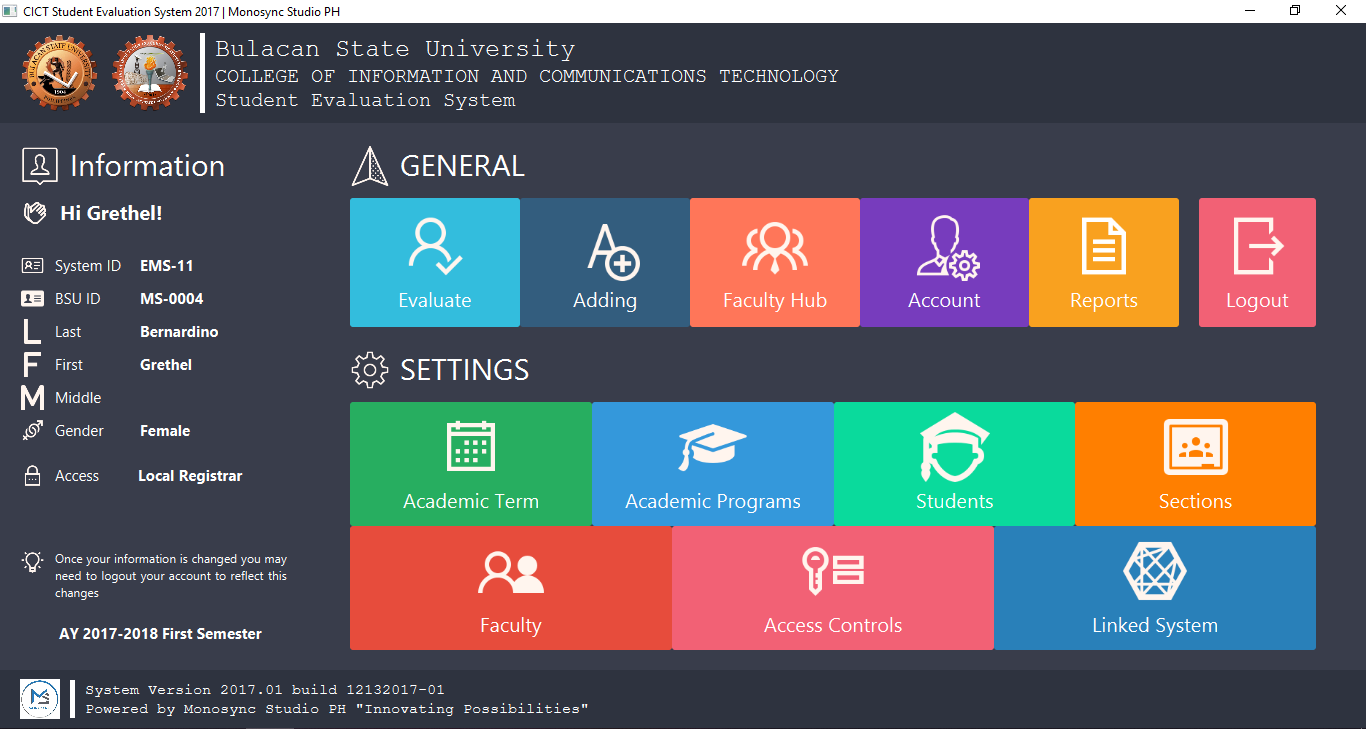 CICT Student Evaluation System 2017 | Monosync Studio PH
BULACAN STATE UNIVERSITY
1904
Bulacan State University
COLLEGE OF INFORMATION AND COMMUNICATIONS TECHNOLOGY
Student Evaluation System
Information
Hi Grethel!
System ID EMS-11
BSU ID MS-0004
L Last Bernardino
F First Grethel
M Middle
Gender Female
Access Local Registrar
Once your information is changed you may
need to logout your account to reflect this
changes
AY 2017-2018 First Semester
GENERAL
Evaluate
Adding
Faculty Hub
Account
Reports
Logout
SETTINGS
Academic Term
Academic Programs
Students
Sections
Faculty
Access Controls
Linked System
System Version 2017.01 build 12132017-01
Powered by Monosync Studio PH "Innovating Possibilities"